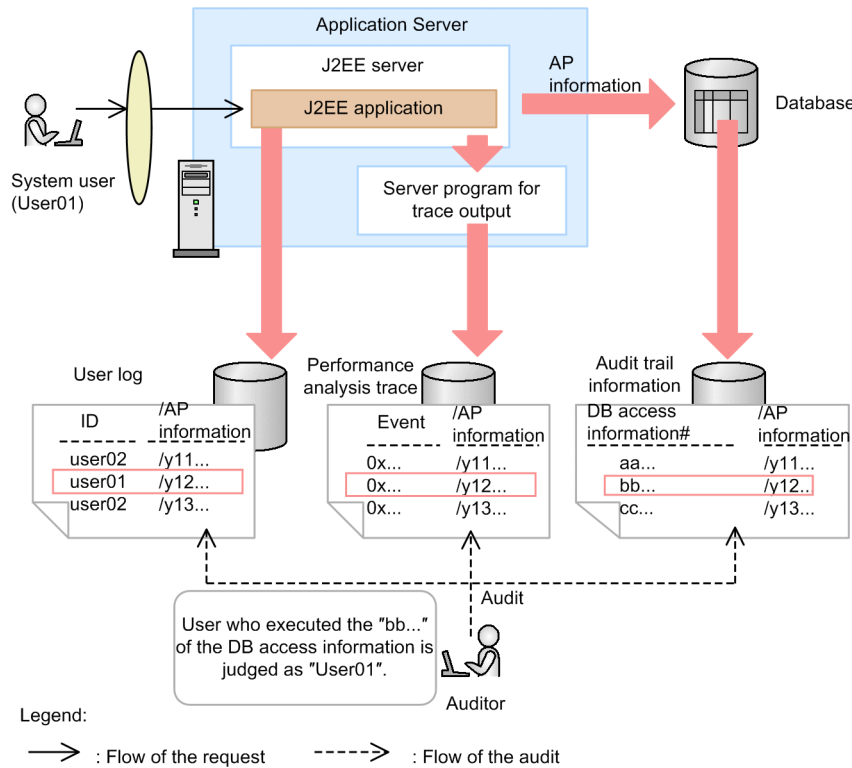 Application Server
J2EE server
J2EE application
AP
information
Database
System user
(User01)
Server program for
trace output
User log
Performance
analysis trace
Audit trail
information
ID
/AP
information
user02
/y11...
user01
/y12...
user02
/y13...
Event
/AP
information
0x...
/y11...
0x...
/y12...
0x...
/y13...
DB access
information#
/AP
information
aa...
/y11...
bb...
/y12..
cc...
/y13...
Audit
User who executed the "bb..."
of the DB access information is
judged as "User01".
Auditor
Legend:
: Flow of the request
: Flow of the audit